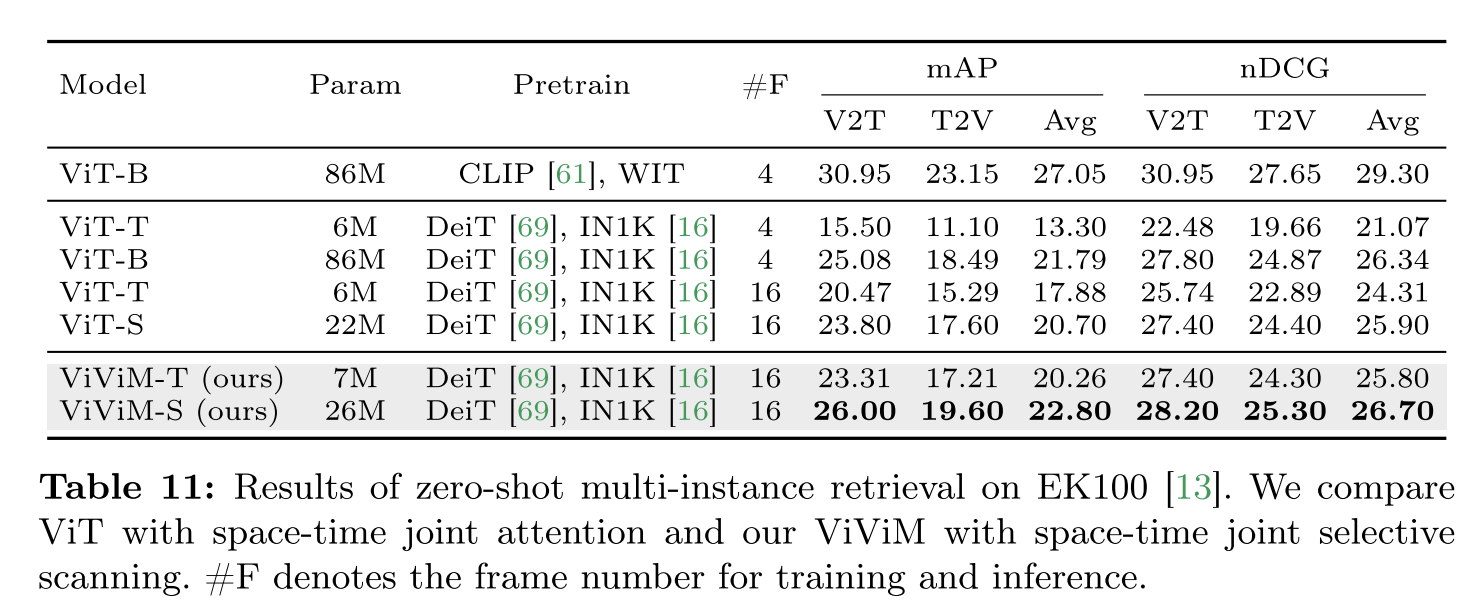 Model Param Pretrain #F mAP nDCG
V2T T2V Avg V2T T2V Avg
ViT-B 86M CLIP [61], WIT 4 30.95 23.15 27.05 30.95 27.65 29.30
ViT-T 6M DeiT [69], IN1K [16] 4 15.50 11.10 13.30 22.48 19.66 21.07
ViT-B 86M DeiT [69], IN1K [16] 4 25.08 18.49 21.79 27.80 24.87 26.34
ViT-T 6M DeiT [69], IN1K [16] 16 20.47 15.29 17.88 25.74 22.89 24.31
ViT-S 22M DeiT [69], IN1K [16] 16 23.80 17.60 20.70 27.40 24.40 25.90
ViViM-T (ours) 7M DeiT [69], IN1K [16] 16 23.31 17.21 20.26 27.40 24.30 25.80
ViViM-S (ours) 26M DeiT [69], IN1K [16] 16 26.00 19.60 22.80 28.20 25.30 26.70
Table 11: Results of zero-shot multi-instance retrieval on EK100 [13]. We compare
ViT with space-time joint attention and our ViViM with space-time joint selective
scanning. #F denotes the frame number for training and inference.